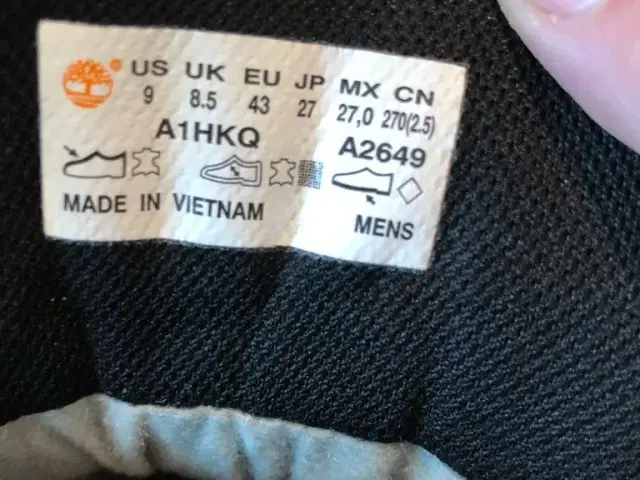 ® US UK EU JP MX CN
9 8.5 43 27 27,0 270(2.5)
A1HKQ A2649
MADE IN VIETNAM MENS